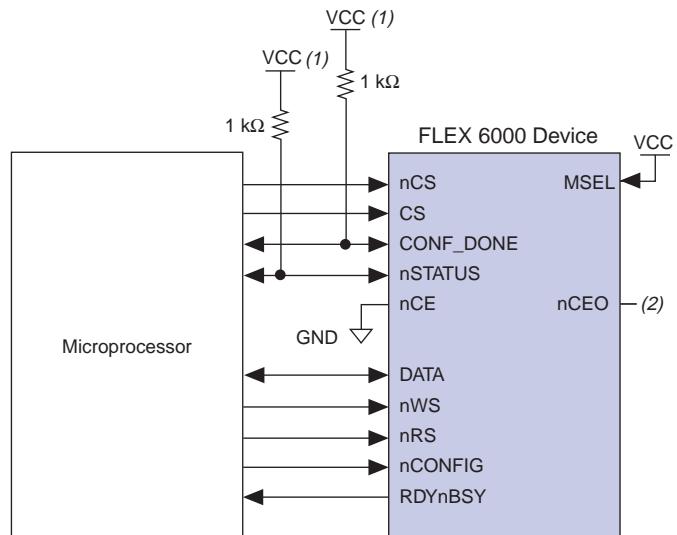 VCC (1)
VCC (1)
1 kΩ
1 kΩ
FLEX 6000 Device
VCC
nCS
MSEL
CS
CONF_DONE
nSTATUS
nCE
nCEO
(2)
GND
Microprocessor
DATA
nWS
nRS
nCONFIG
RDYnBSY